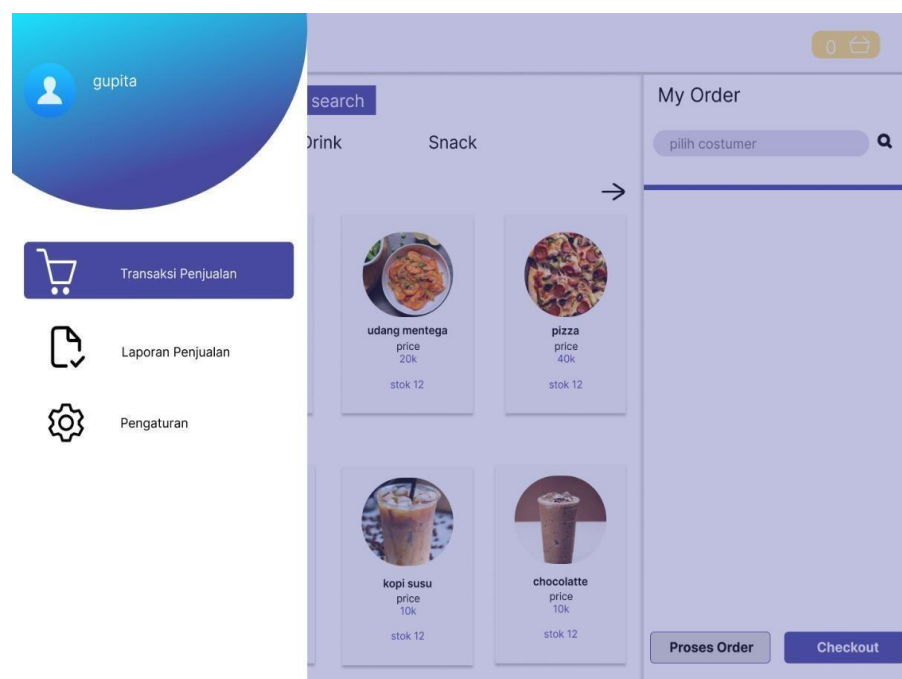 gupita
Transaksi Penjualan
Laporan Penjualan
Pengaturan
0
search
Drink
Snack
udang mentega
price
20k
stok 12
pizza
price
40k
stok 12
kopi susu
price
10k
stok 12
chocolatte
price
10k
stok 12
My Order
pilih costumer
Proses Order
Checkout